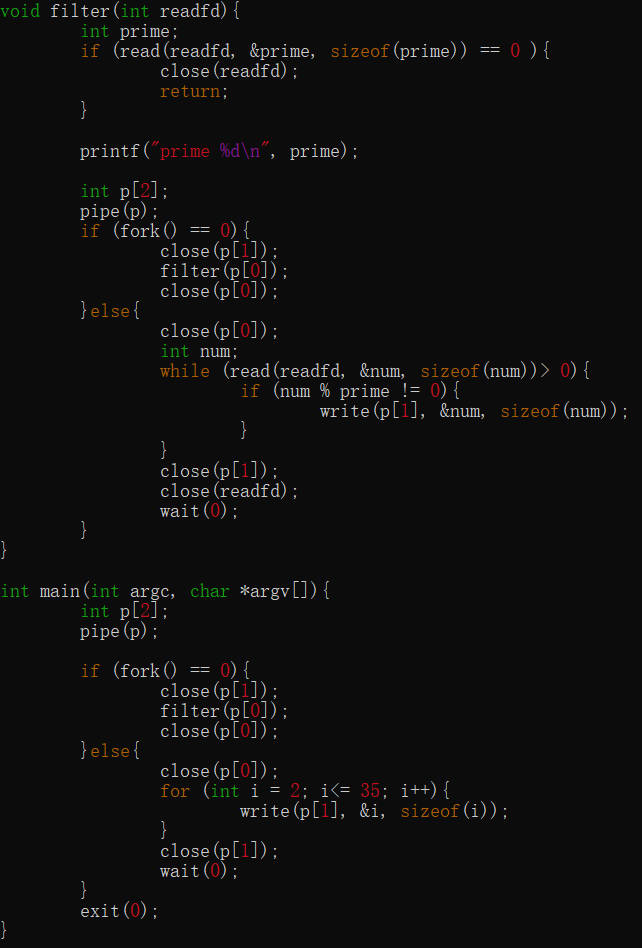 void filter(int readfd){
        int prime;
        if (read(readfd, &prime, sizeof(prime)) == 0 ){
                close(readfd);
                return;
        }

        printf("prime %d\n", prime);

        int p[2];
        pipe(p);
        if (fork() == 0){
                close(p[1]);
                filter(p[0]);
                close(p[0]);
        }else{
                close(p[0]);
                int num;
                while (read(readfd, &num, sizeof(num))> 0){
                        if (num % prime != 0){
                                write(p[1], &num, sizeof(num));
                        }
                }
                close(p[1]);
                close(readfd);
                wait(0);
        }
}

int main(int argc, char *argv[]){
        int p[2];
        pipe(p);

        if (fork() == 0){
                close(p[1]);
                filter(p[0]);
                close(p[0]);
        }else{
                close(p[0]);
                for (int i = 2; i<= 35; i++){
                        write(p[1], &i, sizeof(i));
                }
                close(p[1]);
                wait(0);
        }
        exit(0);
}